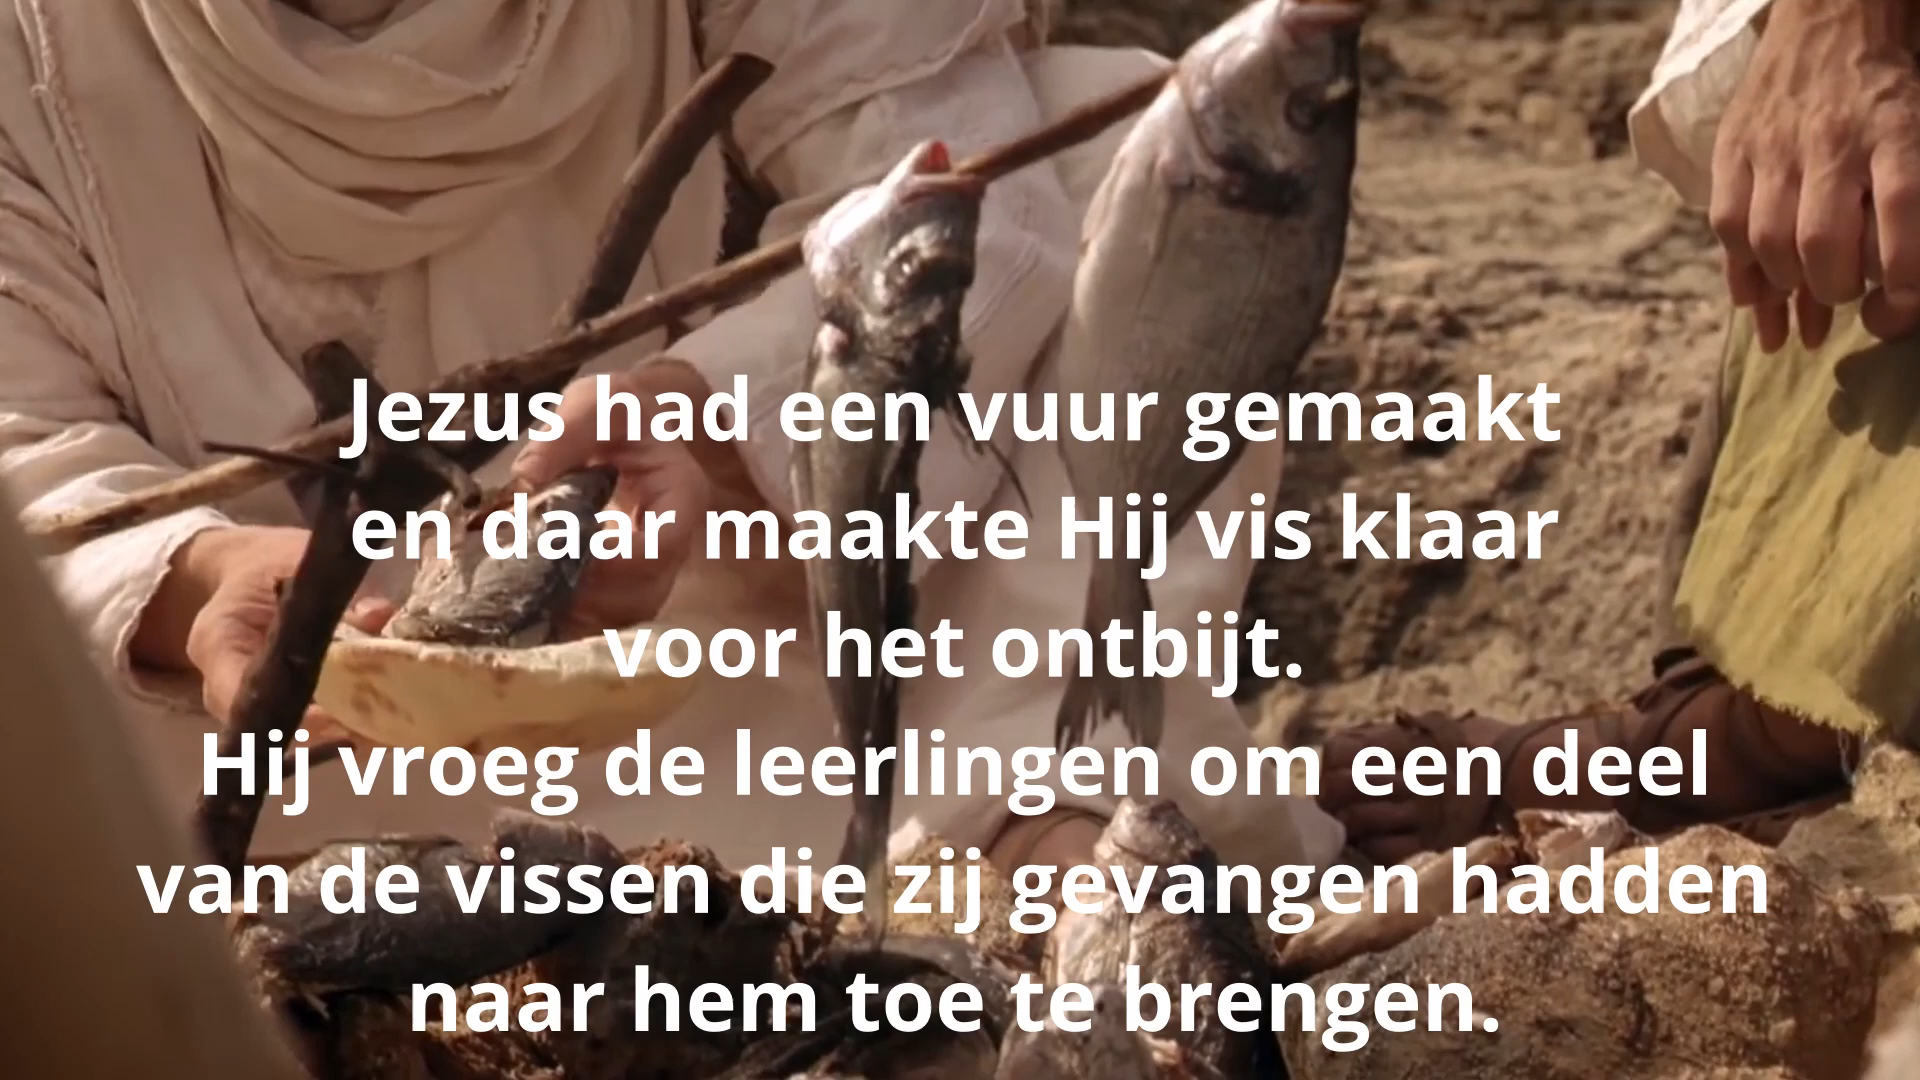 Jezus had een vuur gemaakt
en daar maakte Hij vis klaar
voor het ontbijt.
Hij vroeg de leerlingen om een deel
van de vissen die zij gevangen hadden
naar hem toe te brengen.